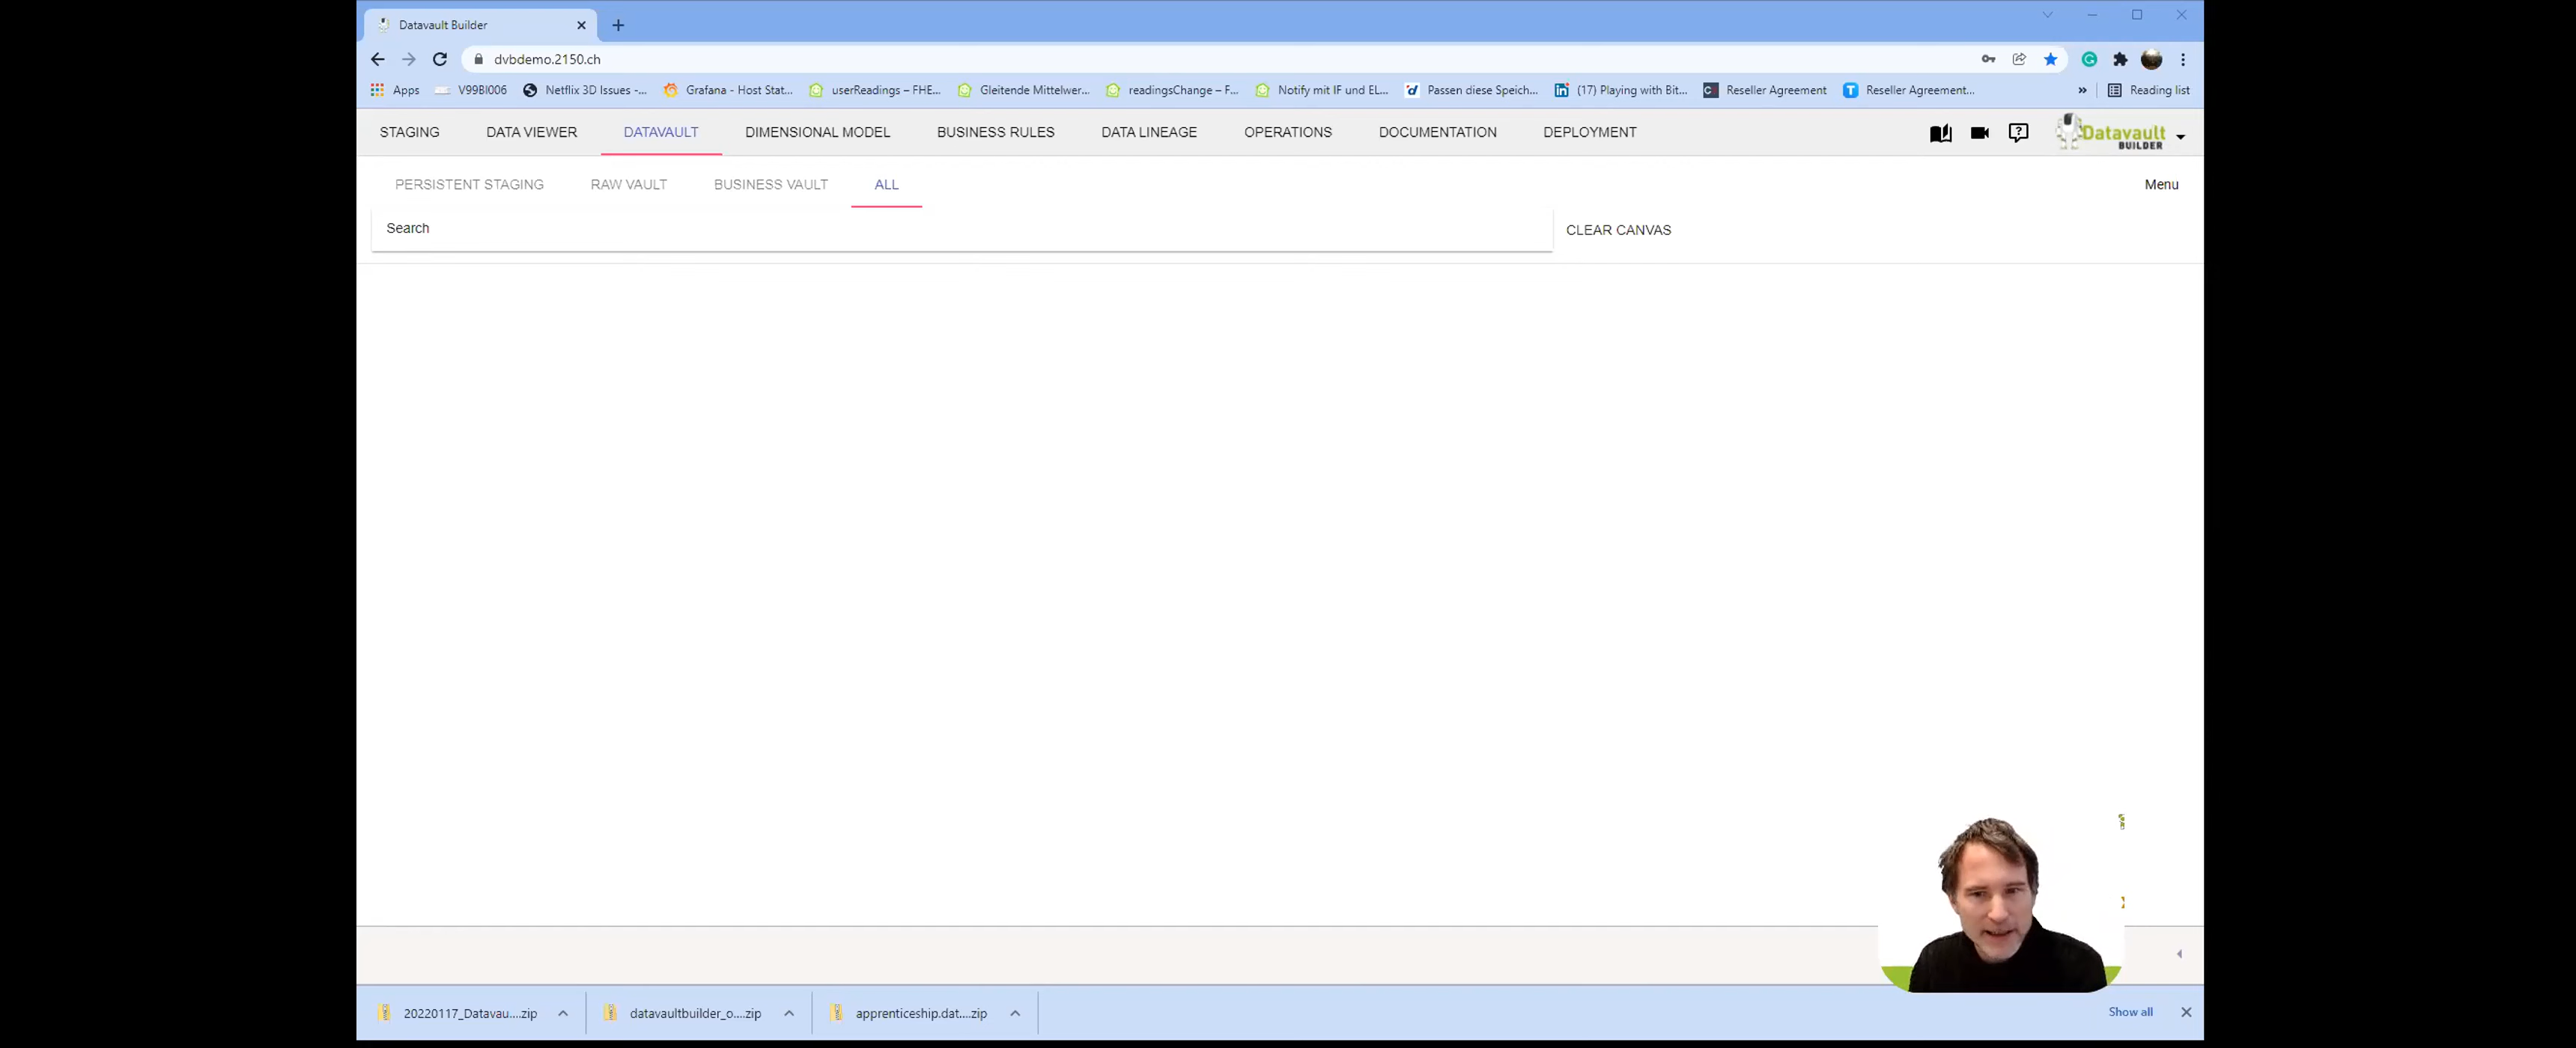 Datavault Builder
dvbdemo.2150.ch
Apps V99BI006 Netflix 3D Issues -... Grafana - Host Stat... userReadings – FHE... Gleitende Mittelwer... readingsChange – F... Notify mit IF und EL... Passen diese Speich... (17) Playing with Bit... Reseller Agreement Reseller Agreement... » Reading list
STAGING DATA VIEWER DATAVAULT DIMENSIONAL MODEL BUSINESS RULES DATA LINEAGE OPERATIONS DOCUMENTATION DEPLOYMENT Datavault
BUILDER
PERSISTENT STAGING RAW VAULT BUSINESS VAULT ALL Menu
Search CLEAR CANVAS
20220117_Datavau....zip datavaultbuilder_o....zip apprenticeship.dat....zip Show all